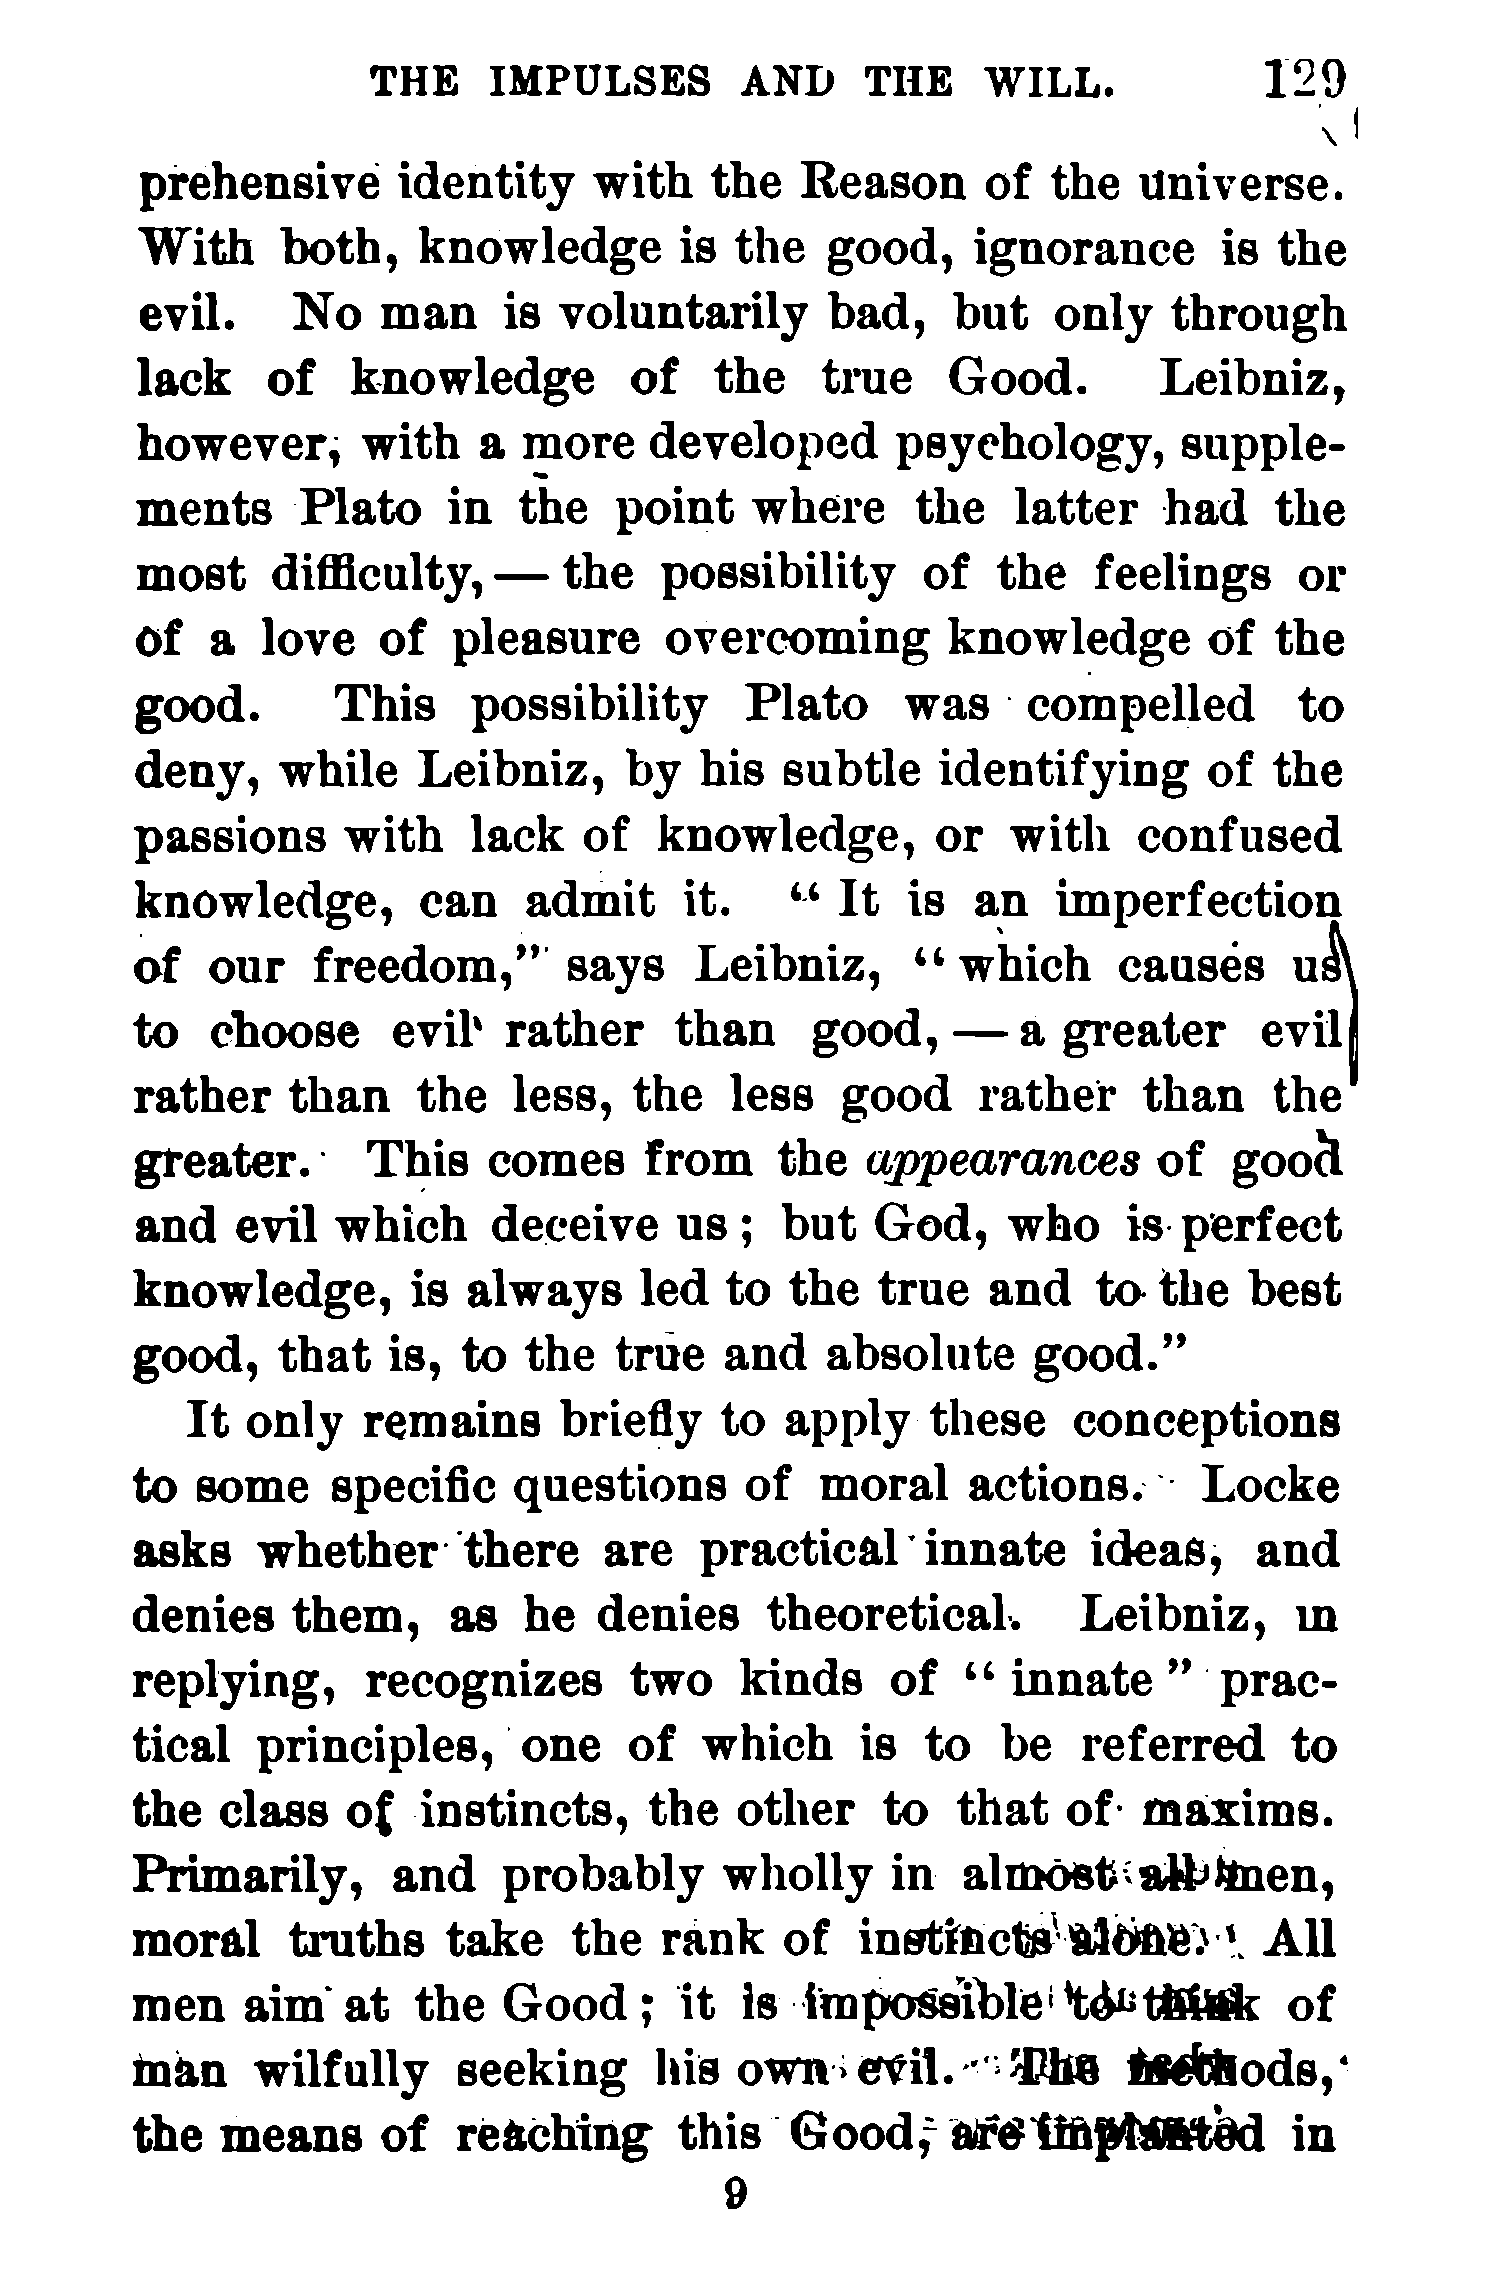 THE IMPULSES AND THE WILL. 129
prehensive identity with the Reason of the universe.
With both, knowledge is the good, ignorance is the
evil. No man is voluntarily bad, but only through
lack of knowledge of the true Good. Leibniz,
however, with a more developed psychology, supple-
ments Plato in the point where the latter had the
most difficulty, — the possibility of the feelings or
of a love of pleasure overcoming knowledge of the
good. This possibility Plato was compelled to
deny, while Leibniz, by his subtle identifying of the
passions with lack of knowledge, or with confused
knowledge, can admit it. “ It is an imperfection
of our freedom,” says Leibniz, “ which causes us
to choose evil rather than good, — a greater evil
rather than the less, the less good rather than the
greater. This comes from the appearances of good
and evil which deceive us ; but God, who is perfect
knowledge, is always led to the true and to the best
good, that is, to the true and absolute good.”
It only remains briefly to apply these conceptions
to some specific questions of moral actions. Locke
asks whether there are practical innate ideas, and
denies them, as he denies theoretical. Leibniz, in
replying, recognizes two kinds of “ innate ” prac-
tical principles, one of which is to be referred to
the class of instincts, the other to that of maxims.
Primarily, and probably wholly in almost all men,
moral truths take the rank of instincts alone. All
men aim at the Good ; it is impossible to think of
man wilfully seeking his own evil. The methods,
the means of reaching this Good, are implanted in
9